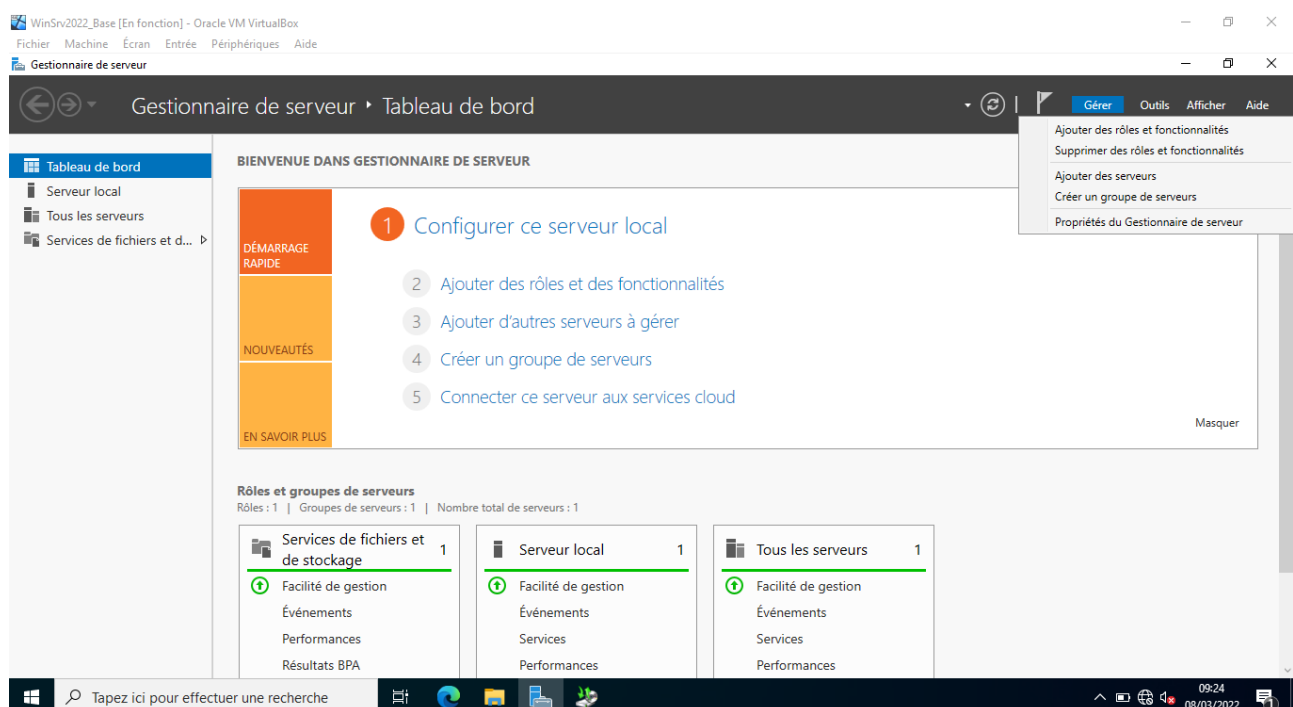 WinSrv2022_Base [En fonction] - Oracle VM VirtualBox
Fichier Machine Écran Entrée Périphériques Aide
Gestionnaire de serveur
Gestionnaire de serveur ‣ Tableau de bord
Gérer Outils Afficher Aide
Ajouter des rôles et fonctionnalités
Supprimer des rôles et fonctionnalités
Ajouter des serveurs
Créer un groupe de serveurs
Propriétés du Gestionnaire de serveur
Tableau de bord
Serveur local
Tous les serveurs
Services de fichiers et d...
BIENVENUE DANS GESTIONNAIRE DE SERVEUR
DÉMARRAGE
RAPIDE
NOUVEAUTÉS
EN SAVOIR PLUS
1 Configurer ce serveur local
2 Ajouter des rôles et des fonctionnalités
3 Ajouter d'autres serveurs à gérer
4 Créer un groupe de serveurs
5 Connecter ce serveur aux services cloud
Masquer
Rôles et groupes de serveurs
Rôles : 1 | Groupes de serveurs : 1 | Nombre total de serveurs : 1
Services de fichiers et
de stockage 1
Facilité de gestion
Événements
Performances
Résultats BPA
Serveur local 1
Facilité de gestion
Événements
Services
Performances
Tous les serveurs 1
Facilité de gestion
Événements
Services
Performances
Tapez ici pour effectuer une recherche
09:24
08/03/2022